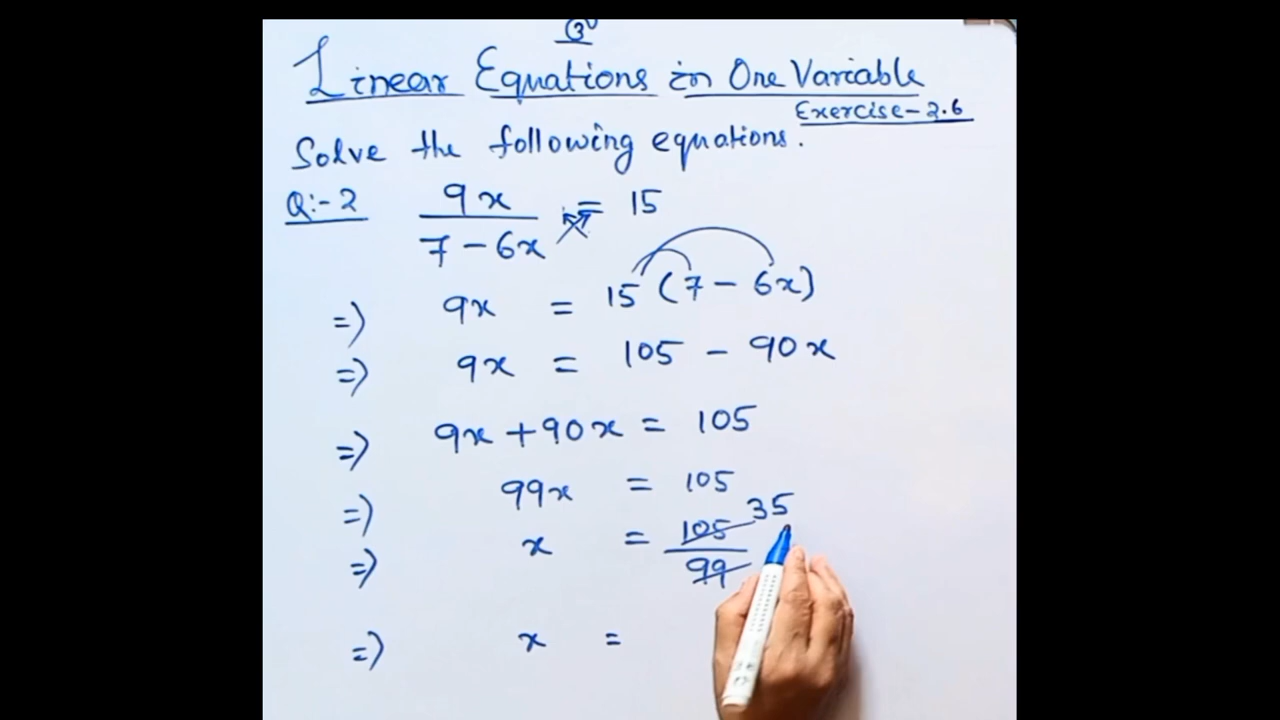 ③
Linear Equations in One Variable
Exercise-2.6
Solve the following equations.
Q:-2 9x / 7-6x = 15
=) 9x = 15 (7-6x)
=) 9x = 105 - 90x
=) 9x + 90x = 105
=) 99x = 105
=) x = 105 / 99 35
=) x =